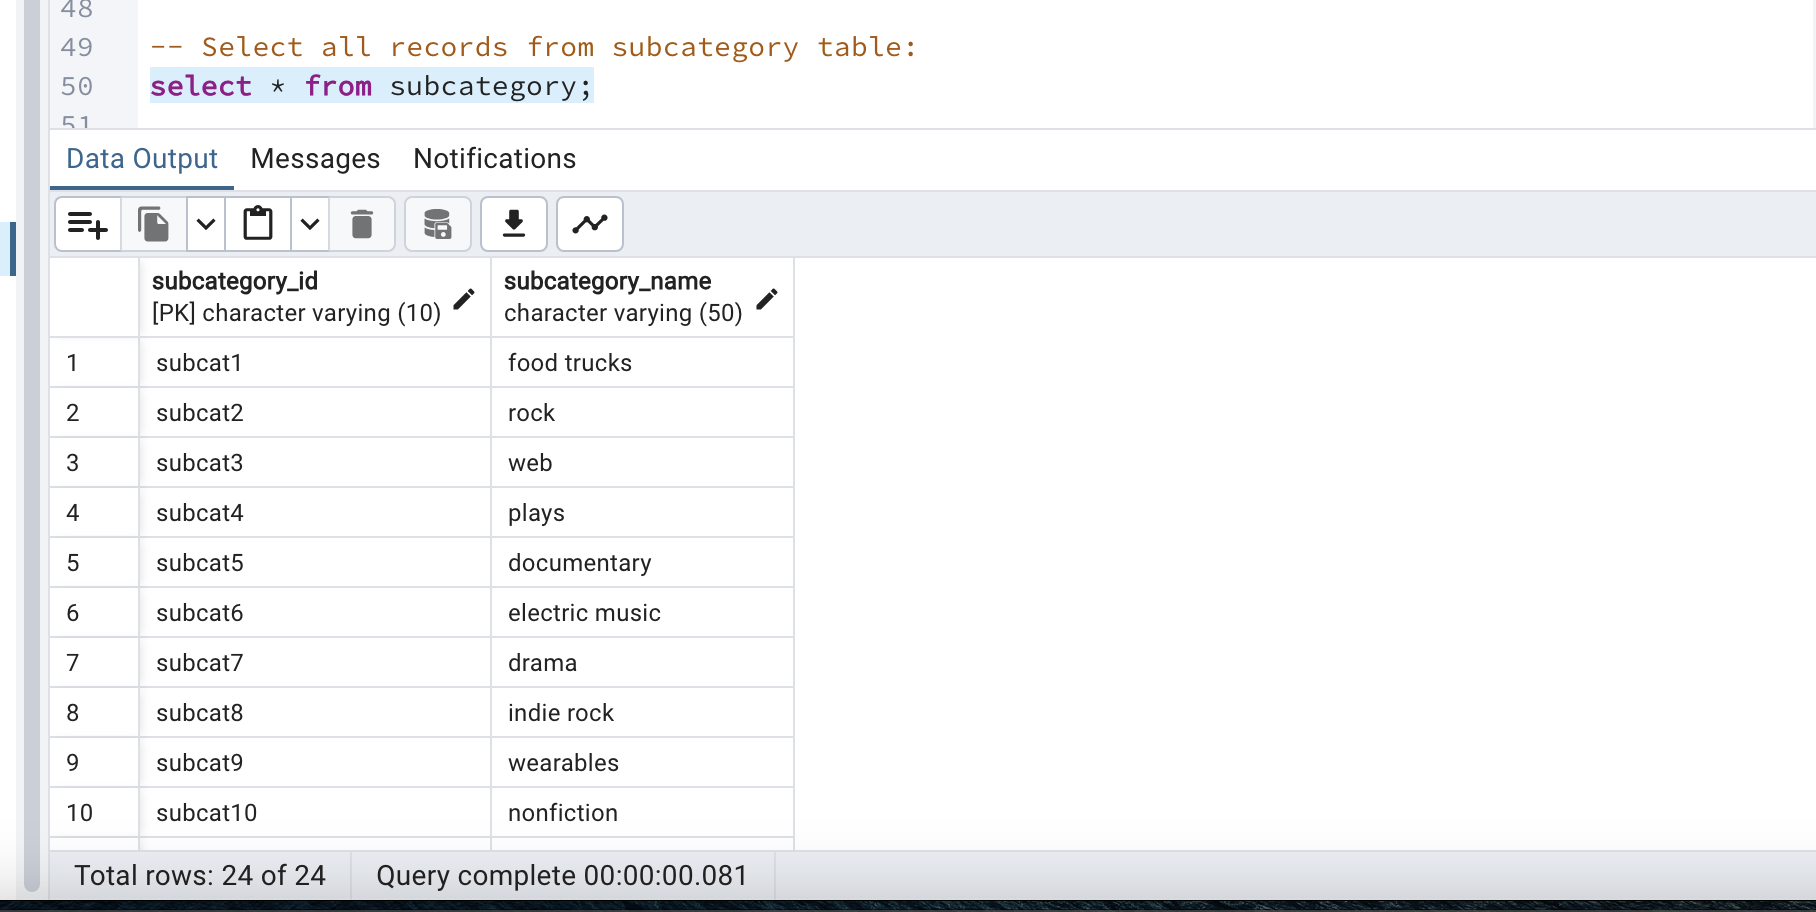 48
49 -- Select all records from subcategory table:
50 select * from subcategory;
51
Data Output Messages Notifications
subcategory_id subcategory_name
[PK] character varying (10) character varying (50)
1 subcat1 food trucks
2 subcat2 rock
3 subcat3 web
4 subcat4 plays
5 subcat5 documentary
6 subcat6 electric music
7 subcat7 drama
8 subcat8 indie rock
9 subcat9 wearables
10 subcat10 nonfiction
Total rows: 24 of 24 Query complete 00:00:00.081